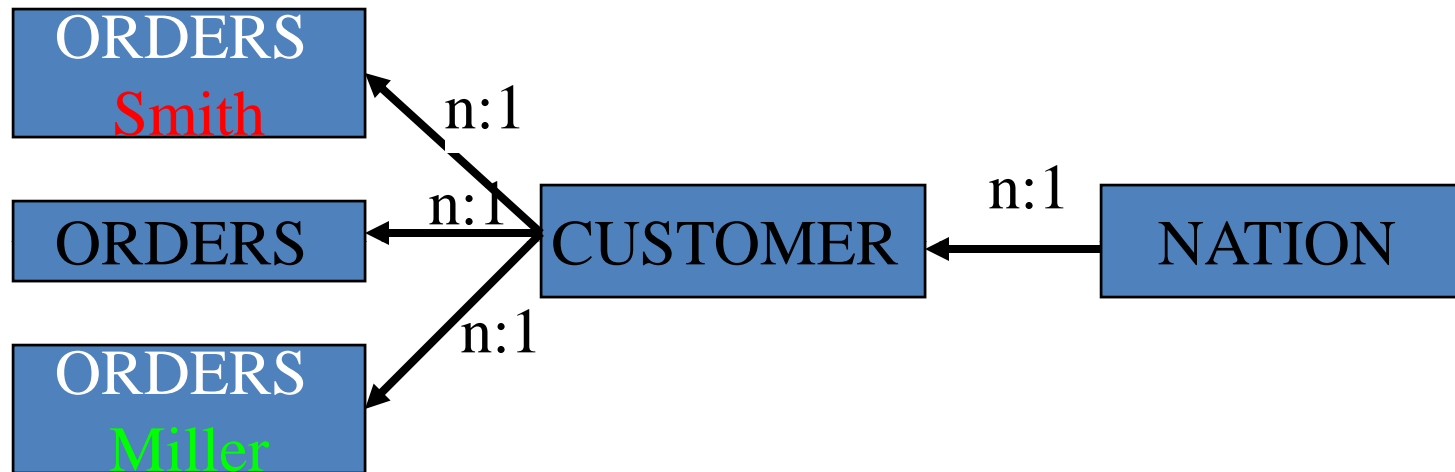 ORDERS
Smith
n:1
n:1
ORDERS
n:1
ORDERS
Miller
CUSTOMER
n:1
NATION